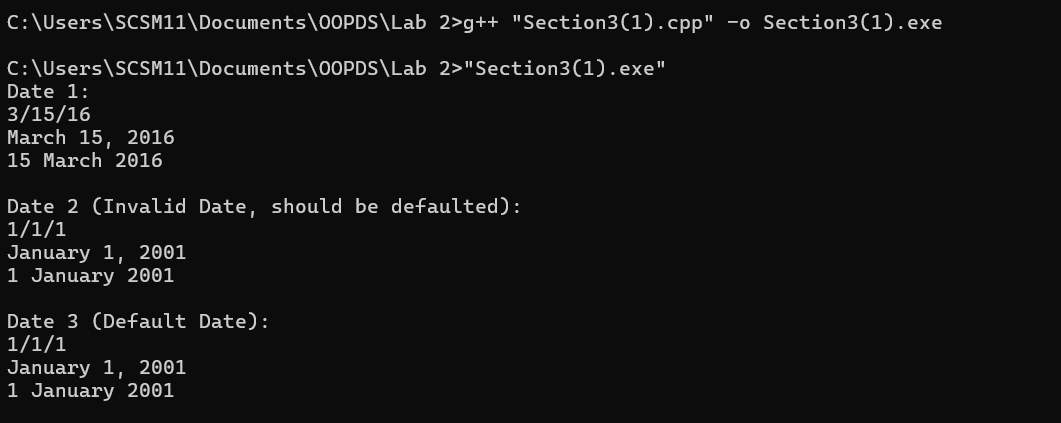 C:\Users\SCSM11\Documents\OOPDS\Lab 2>g++ "Section3(1).cpp" -o Section3(1).exe
C:\Users\SCSM11\Documents\OOPDS\Lab 2>"Section3(1).exe"
Date 1:
3/15/16
March 15, 2016
15 March 2016
Date 2 (Invalid Date, should be defaulted):
1/1/1
January 1, 2001
1 January 2001
Date 3 (Default Date):
1/1/1
January 1, 2001
1 January 2001